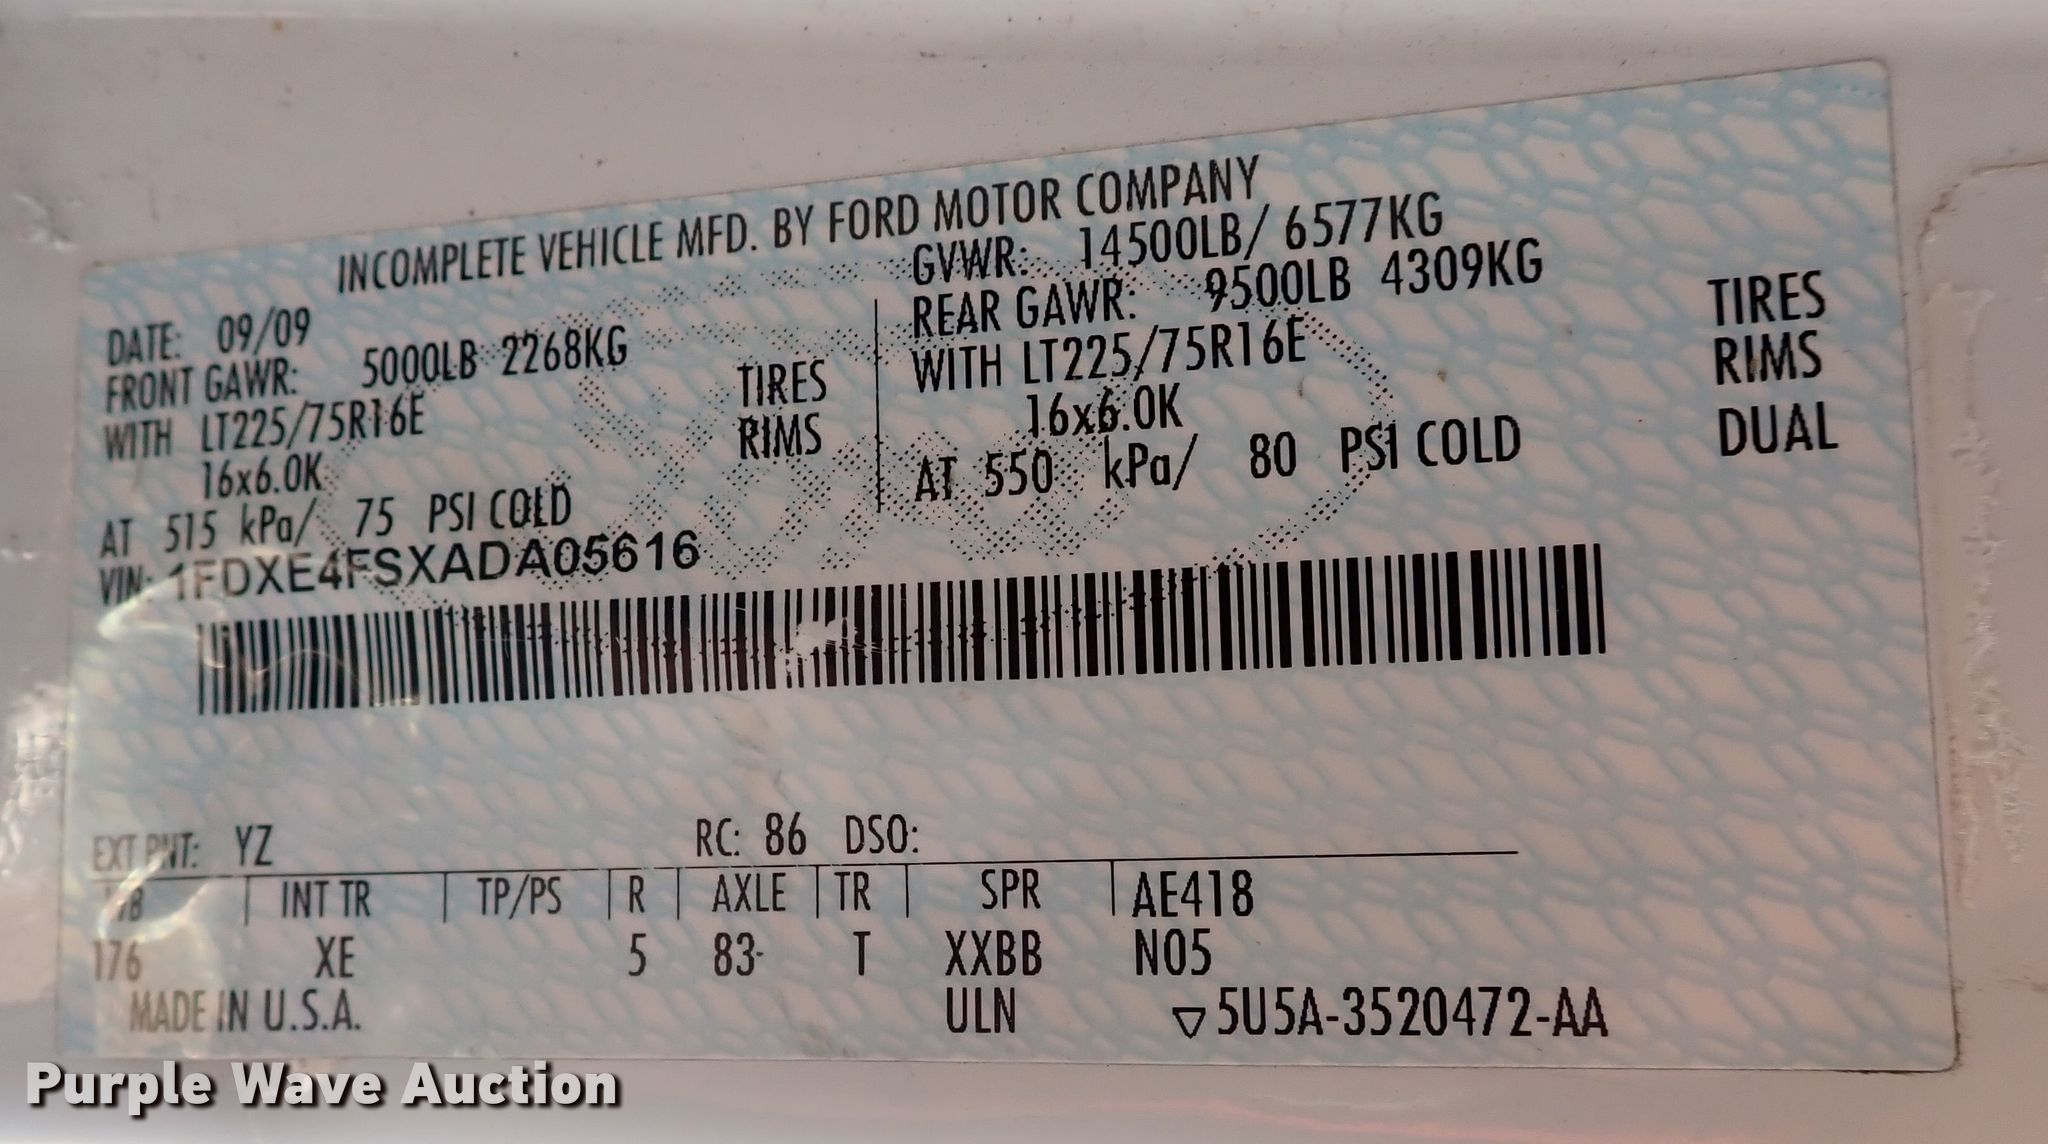 INCOMPLETE VEHICLE MFD. BY FORD MOTOR COMPANY
DATE: 09/09 GVWR: 14500LB/ 6577KG
FRONT GAWR: 5000LB 2268KG REAR GAWR: 9500LB 4309KG
WITH LT225/75R16E TIRES WITH LT225/75R16E TIRES
16x6.0K RIMS 16x6.0K RIMS
AT 515 kPa/ 75 PSI COLD AT 550 kPa/ 80 PSI COLD DUAL
VIN: 1FDXE4FSXADA05616
EXT PNT: YZ RC: 86 DSO:
WB | INT TR | TP/PS | R | AXLE | TR | SPR | AE418
176 XE 5 83- T XXBB N05
MADE IN U.S.A. ULN ▽5U5A-3520472-AA
Purple Wave Auction